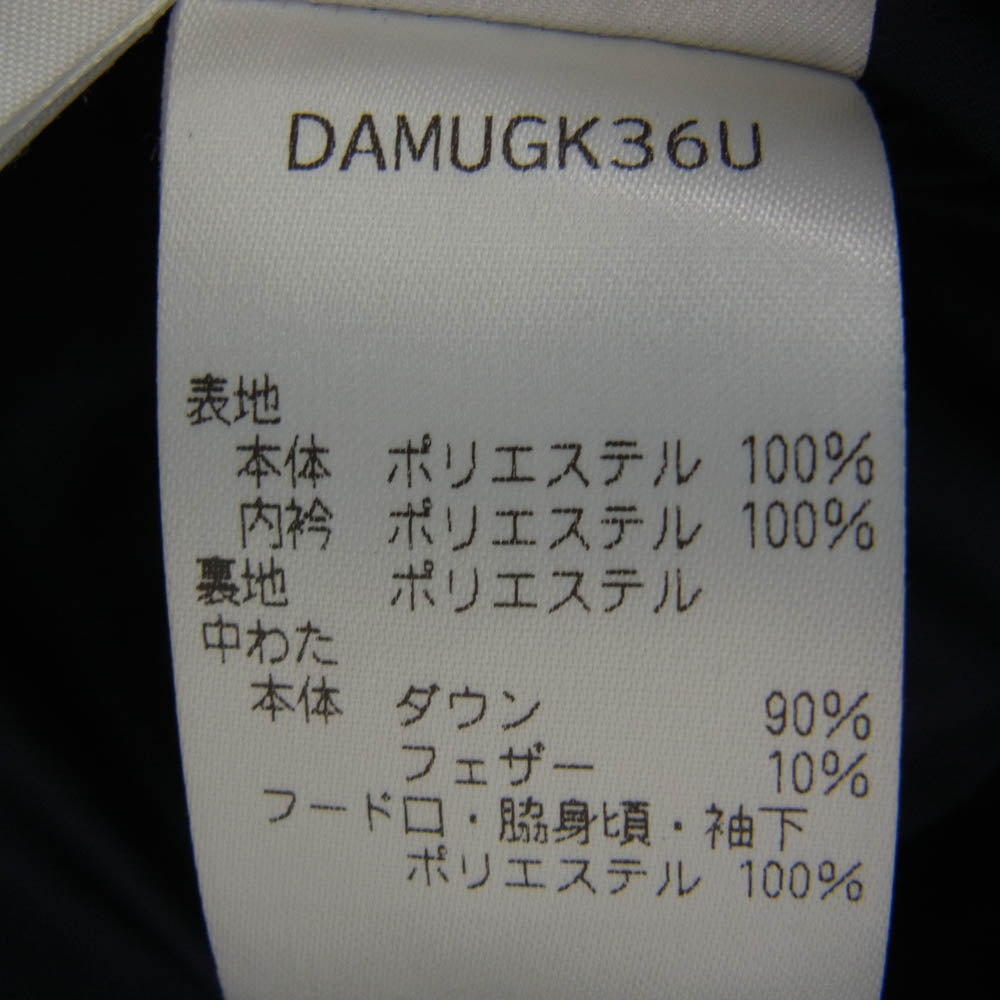 DAMUGK36U
表地
本体 ポリエステル 100%
内衿 ポリエステル 100%
裏地 ポリエステル
中わた
本体 ダウン 90%
フェザー 10%
フード口・脇身頃・袖下
ポリエステル 100%